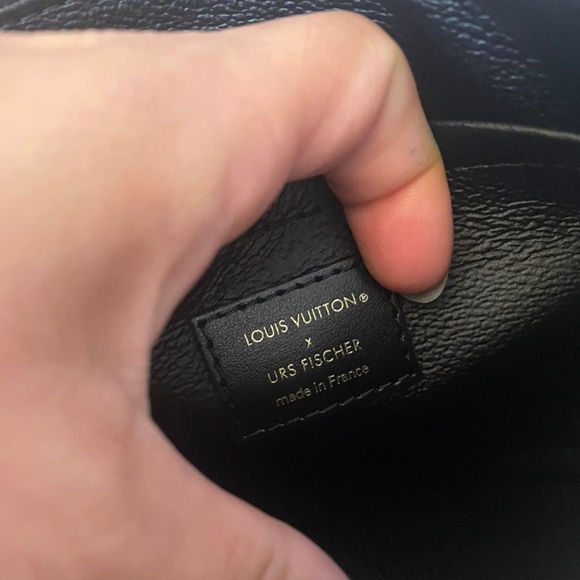 LOUIS VUITTON®
x
URS FISCHER
made in France